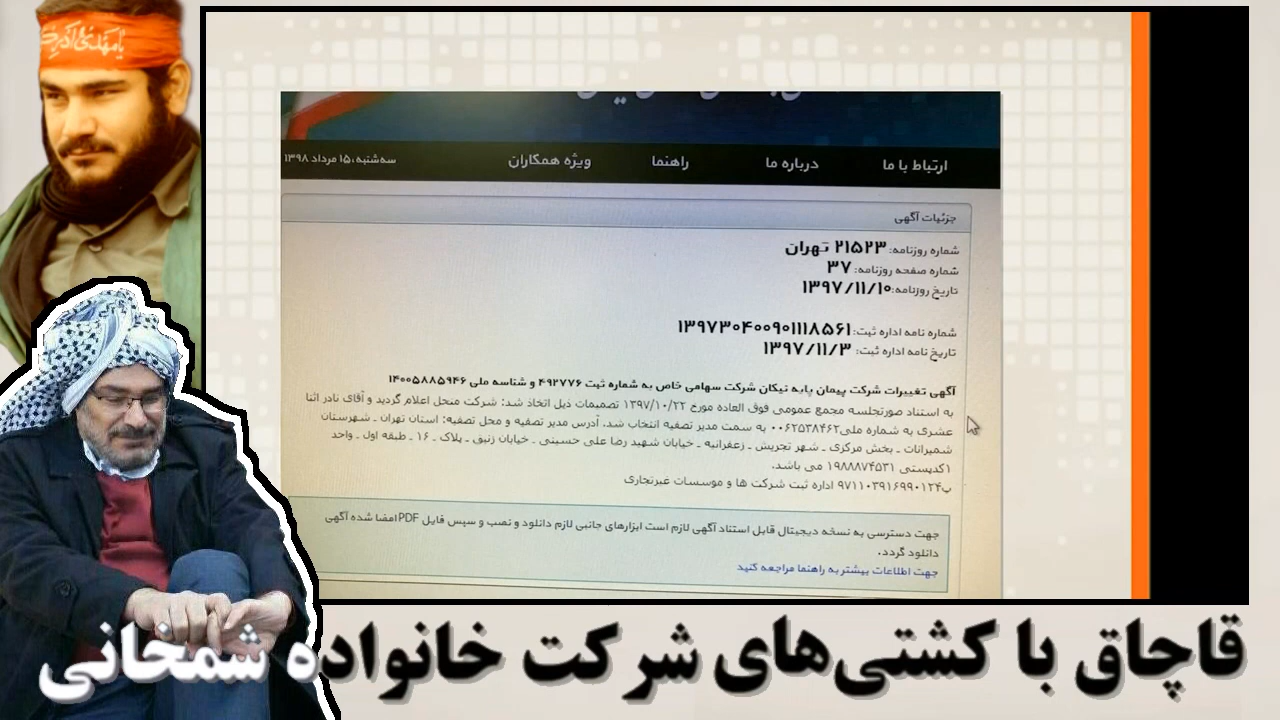 یا مهدی ادرکنی
ارتباط با ما
درباره ما
راهنما
ویژه همکاران
سه‌شنبه، ۱۵ مرداد ۱۳۹۸
جزئیات آگهی
شماره روزنامه: ۲۱۵۲۳ تهران
شماره صفحه روزنامه: ۳۷
تاریخ روزنامه: ۱۳۹۷/۱۱/۱۰
شماره نامه اداره ثبت: ۱۳۹۷۳۰۴۰۰۹۰۱۱۱۸۵۶۱
تاریخ نامه اداره ثبت: ۱۳۹۷/۱۱/۳
آگهی تغییرات شرکت پیمان پایه نیکان شرکت سهامی خاص به شماره ثبت ۴۹۲۷۷۶ و شناسه ملی ۱۴۰۰۵۸۸۵۹۴۶
به استناد صورتجلسه مجمع عمومی فوق العاده مورخ ۱۳۹۷/۱۰/۲۲ تصمیمات ذیل اتخاذ شد: شرکت منحل اعلام گردید و آقای نادر اثنا
عشری به شماره ملی۰۰۶۲۵۳۸۴۶۲ به سمت مدیر تصفیه انتخاب شد. آدرس مدیر تصفیه و محل تصفیه: استان تهران ـ شهرستان
شمیرانات ـ بخش مرکزی ـ شهر تجریش ـ زعفرانیه ـ خیابان شهید رضا علی حسینی ـ خیابان زنبق ـ پلاک ـ ۱۶ ـ طبقه اول ـ واحد
۱کدپستی ۱۹۸۸۸۷۴۵۳۱ می باشد.
پ۹۷۱۱۰۳۹۱۶۹۹۰۱۲۴ اداره ثبت شرکت ها و موسسات غیرتجاری
جهت دسترسی به نسخه دیجیتال قابل استناد آگهی لازم است ابزارهای جانبی لازم دانلود و نصب و سپس فایل PDFامضا شده آگهی
دانلود گردد.
جهت اطلاعات بیشتر به راهنما مراجعه کنید
قاچاق با کشتی‌های شرکت خانواده شمخانی